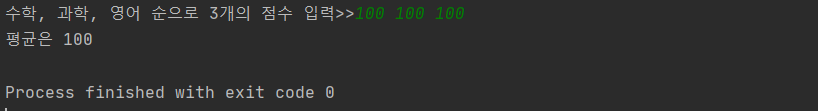 수학, 과학, 영어 순으로 3개의 점수 입력>>100 100 100
평균은 100
Process finished with exit code 0